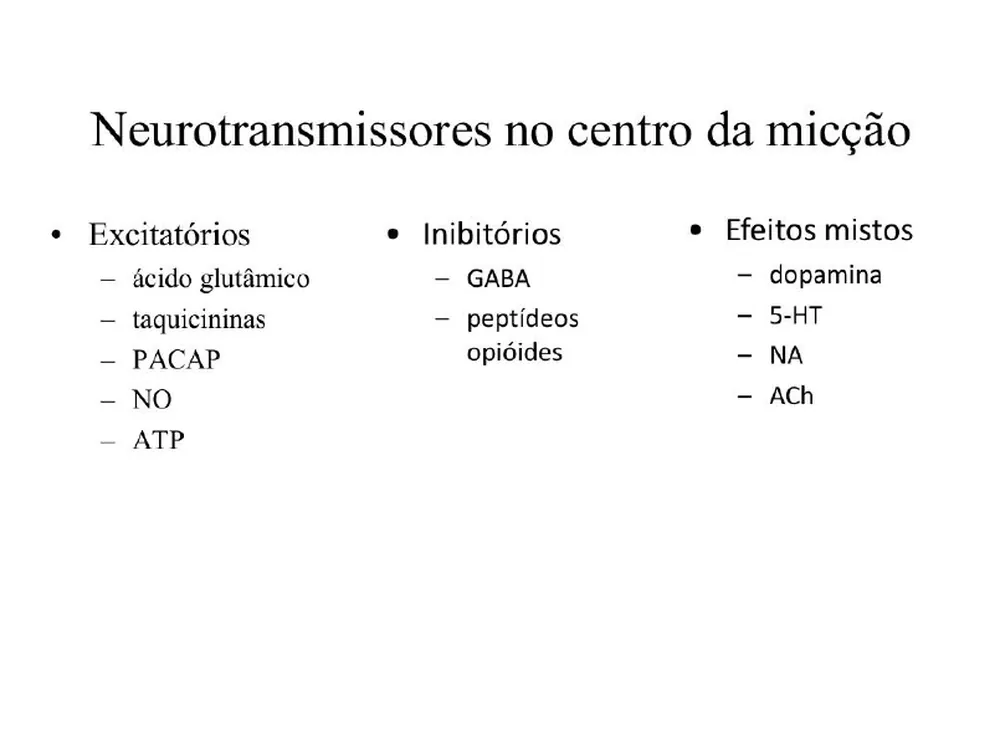 Neurotransmissores no centro da micção
• Excitatórios
– ácido glutâmico
– taquicininas
– PACAP
– NO
– ATP
• Inibitórios
– GABA
– peptídeos
opióides
• Efeitos mistos
– dopamina
– 5-HT
– NA
– ACh